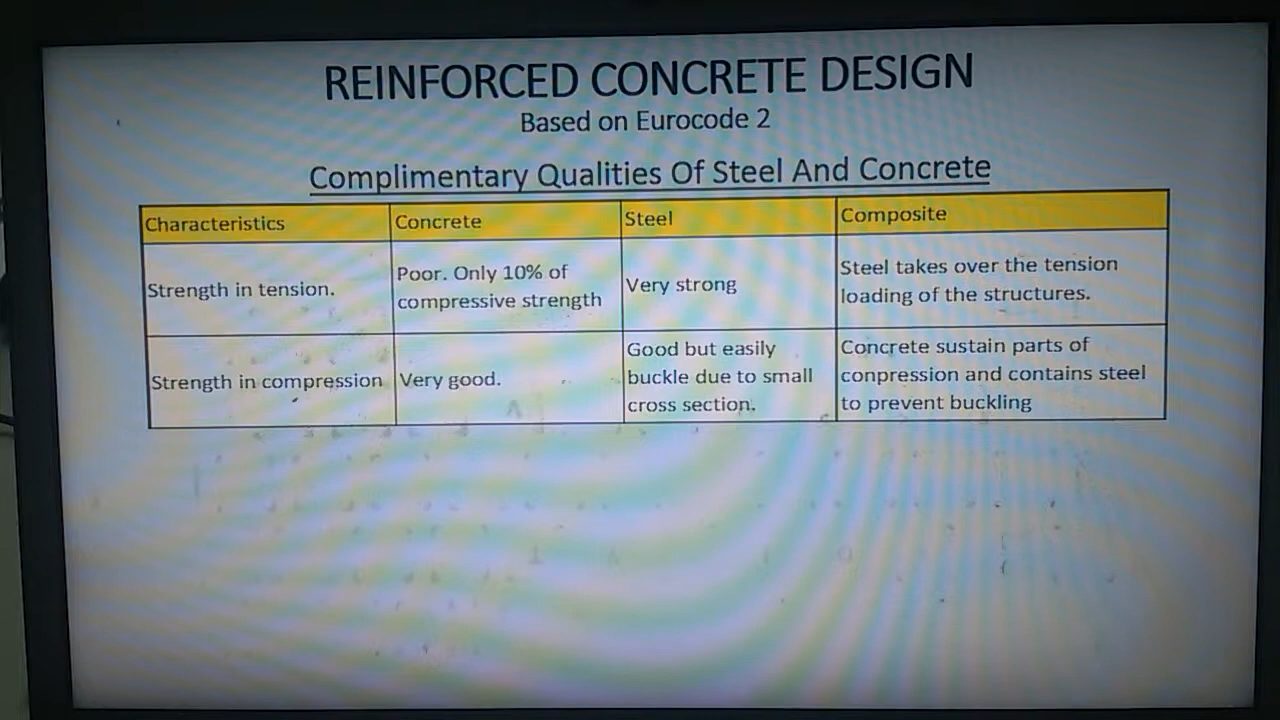 REINFORCED CONCRETE DESIGN
Based on Eurocode 2
Complimentary Qualities Of Steel And Concrete
Characteristics
Concrete
Steel
Composite
Strength in tension.
Poor. Only 10% of
compressive strength
Very strong
Steel takes over the tension
loading of the structures.
Strength in compression
Very good.
Good but easily
buckle due to small
cross section.
Concrete sustain parts of
conpression and contains steel
to prevent buckling